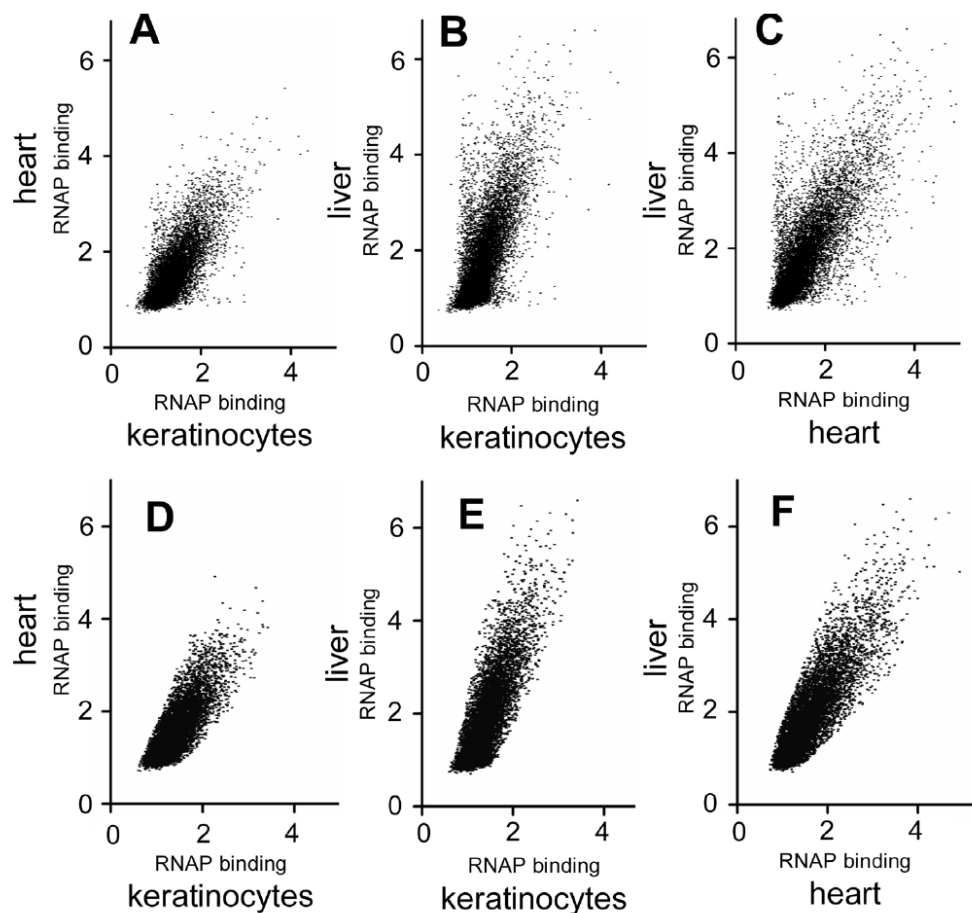 A
6
4
2
0
heart
RNAP binding
0 2 4
RNAP binding
keratinocytes
B
6
4
2
0
liver
RNAP binding
0 2 4
RNAP binding
keratinocytes
C
6
4
2
0
liver
RNAP binding
0 2 4
RNAP binding
heart
D
6
4
2
0
heart
RNAP binding
0 2 4
RNAP binding
keratinocytes
E
6
4
2
0
liver
RNAP binding
0 2 4
RNAP binding
keratinocytes
F
6
4
2
0
liver
RNAP binding
0 2 4
RNAP binding
heart